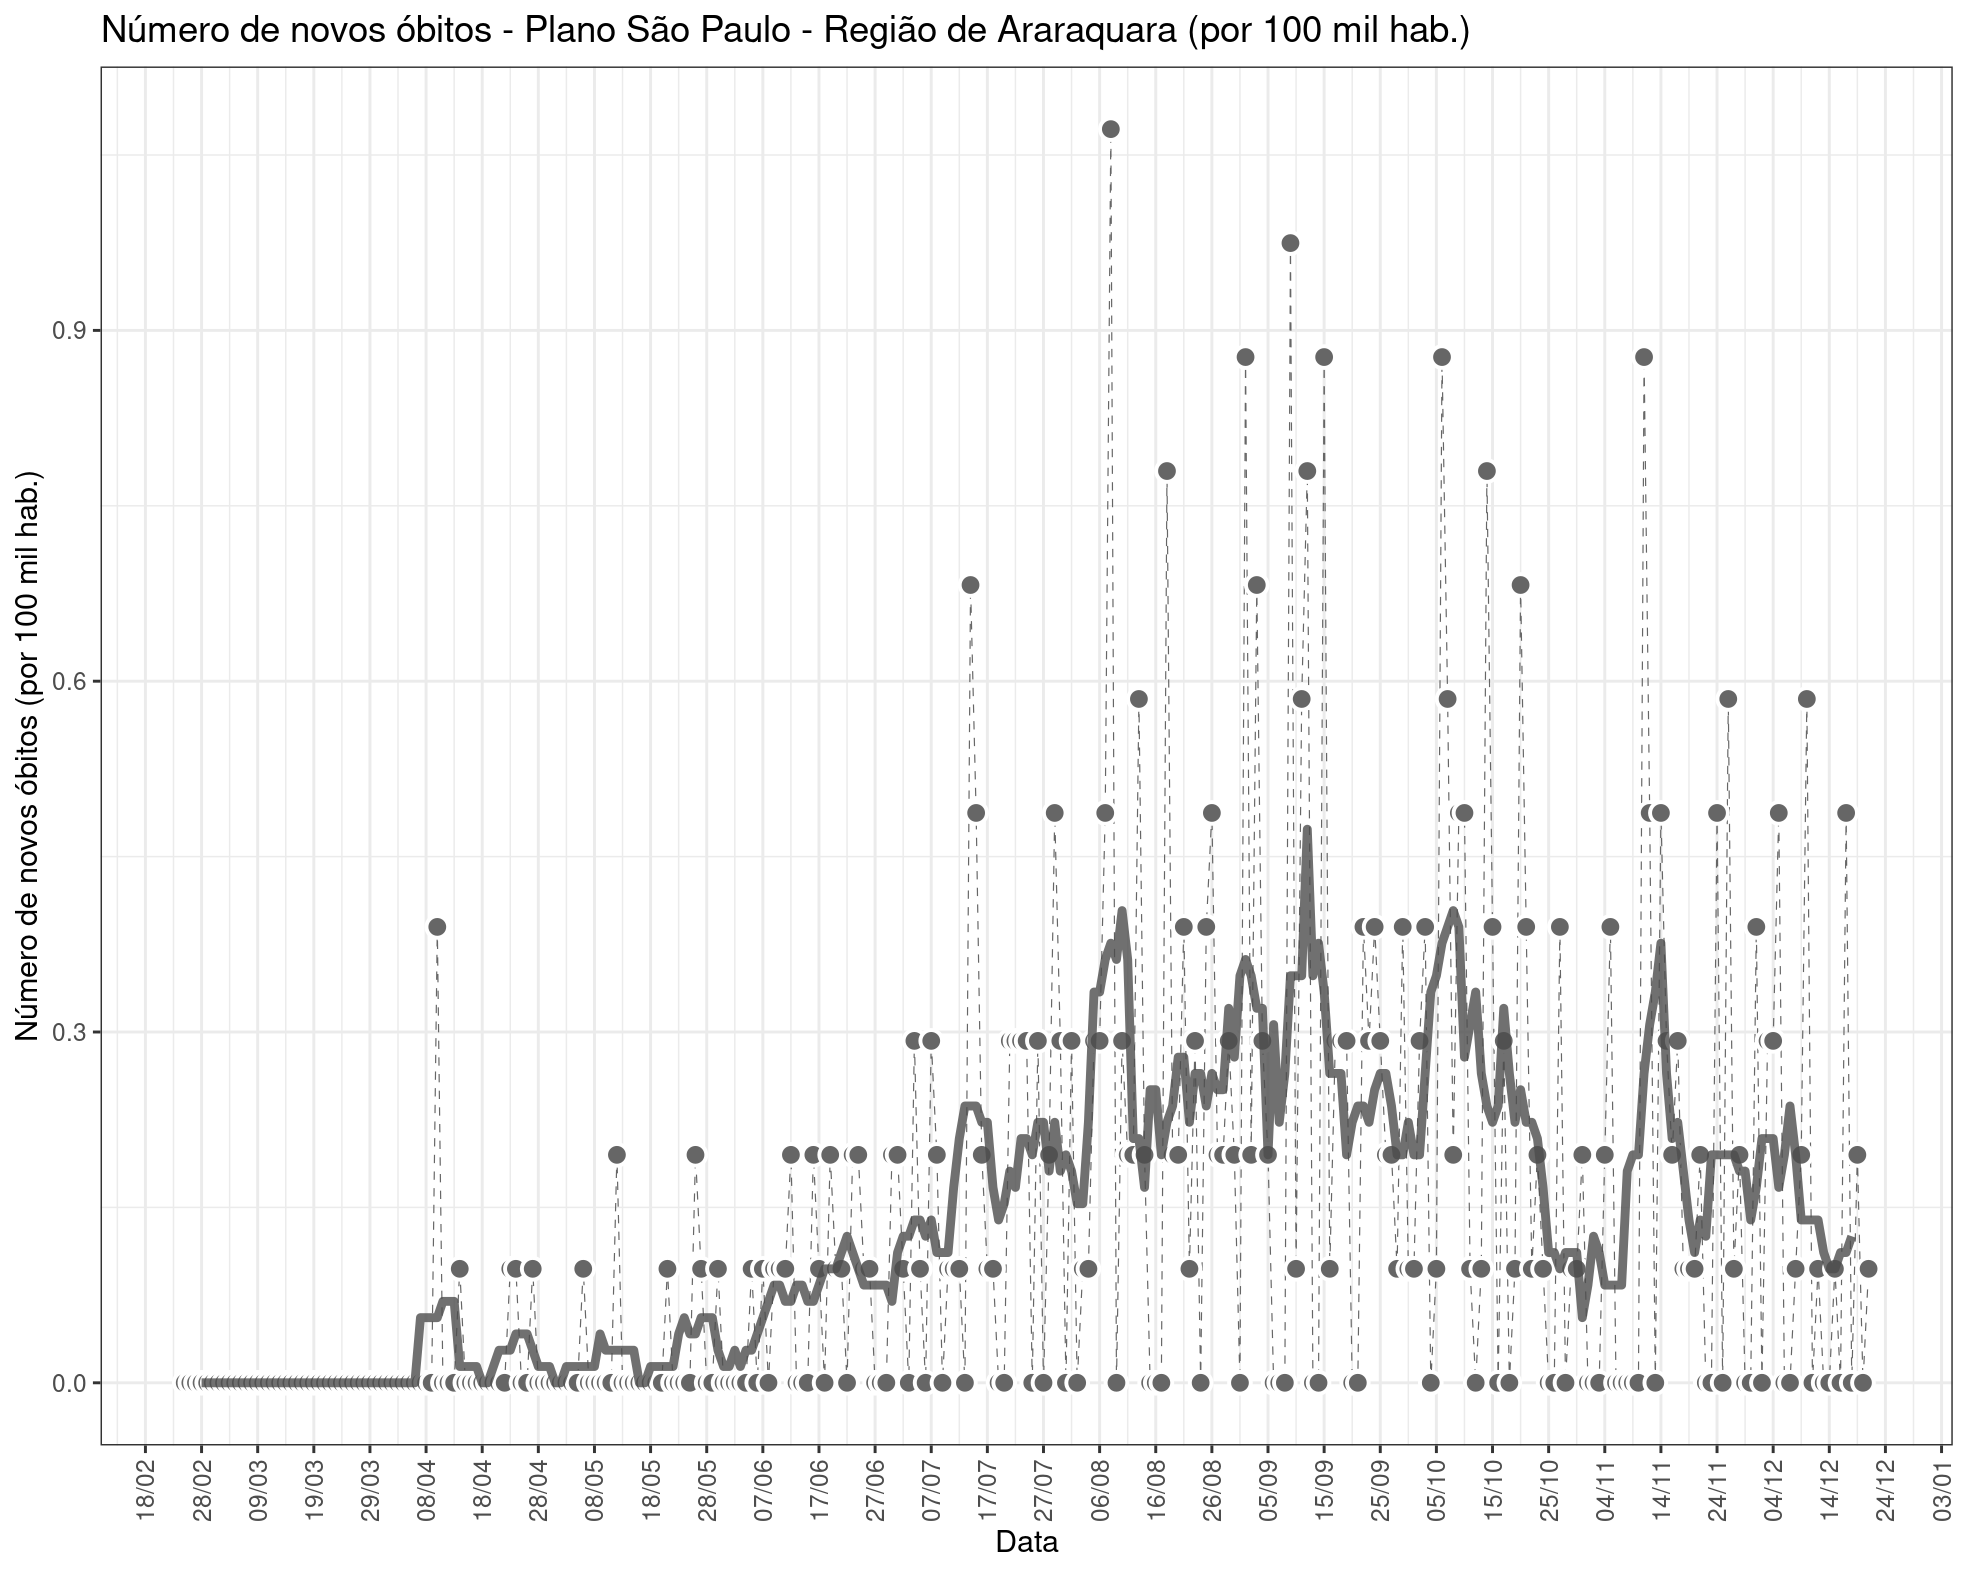 Número de novos óbitos - Plano São Paulo - Região de Araraquara (por 100 mil hab.)
Número de novos óbitos (por 100 mil hab.)
0.9
0.6
0.3
0.0
18/02 28/02 09/03 19/03 29/03 08/04 18/04 28/04 08/05 18/05 28/05 07/06 17/06 27/06 07/07 17/07 27/07 06/08 16/08 26/08 05/09 15/09 25/09 05/10 15/10 25/10 04/11 14/11 24/11 04/12 14/12 24/12 03/01
Data